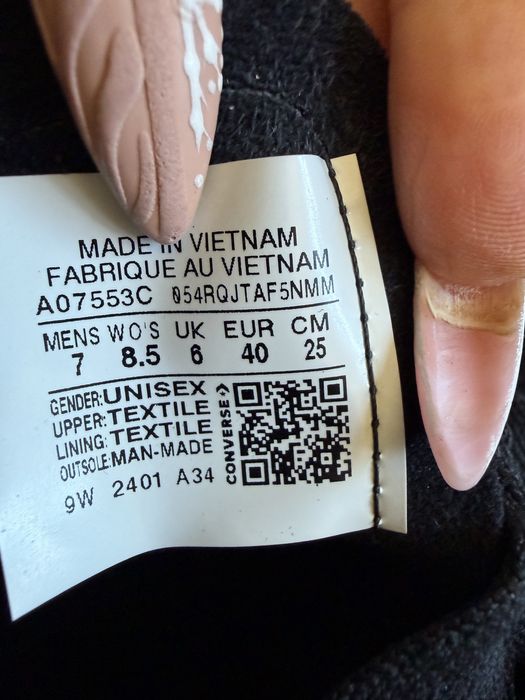 MADE IN VIETNAM
FABRIQUE AU VIETNAM
A07553C 054RQJTAF5NMM
MENS WO'S UK EUR CM
7 8.5 6 40 25
GENDER:UNISEX
UPPER:TEXTILE
LINING:TEXTILE
OUTSOLE:MAN-MADE
9W 2401 A34
CONVERSE